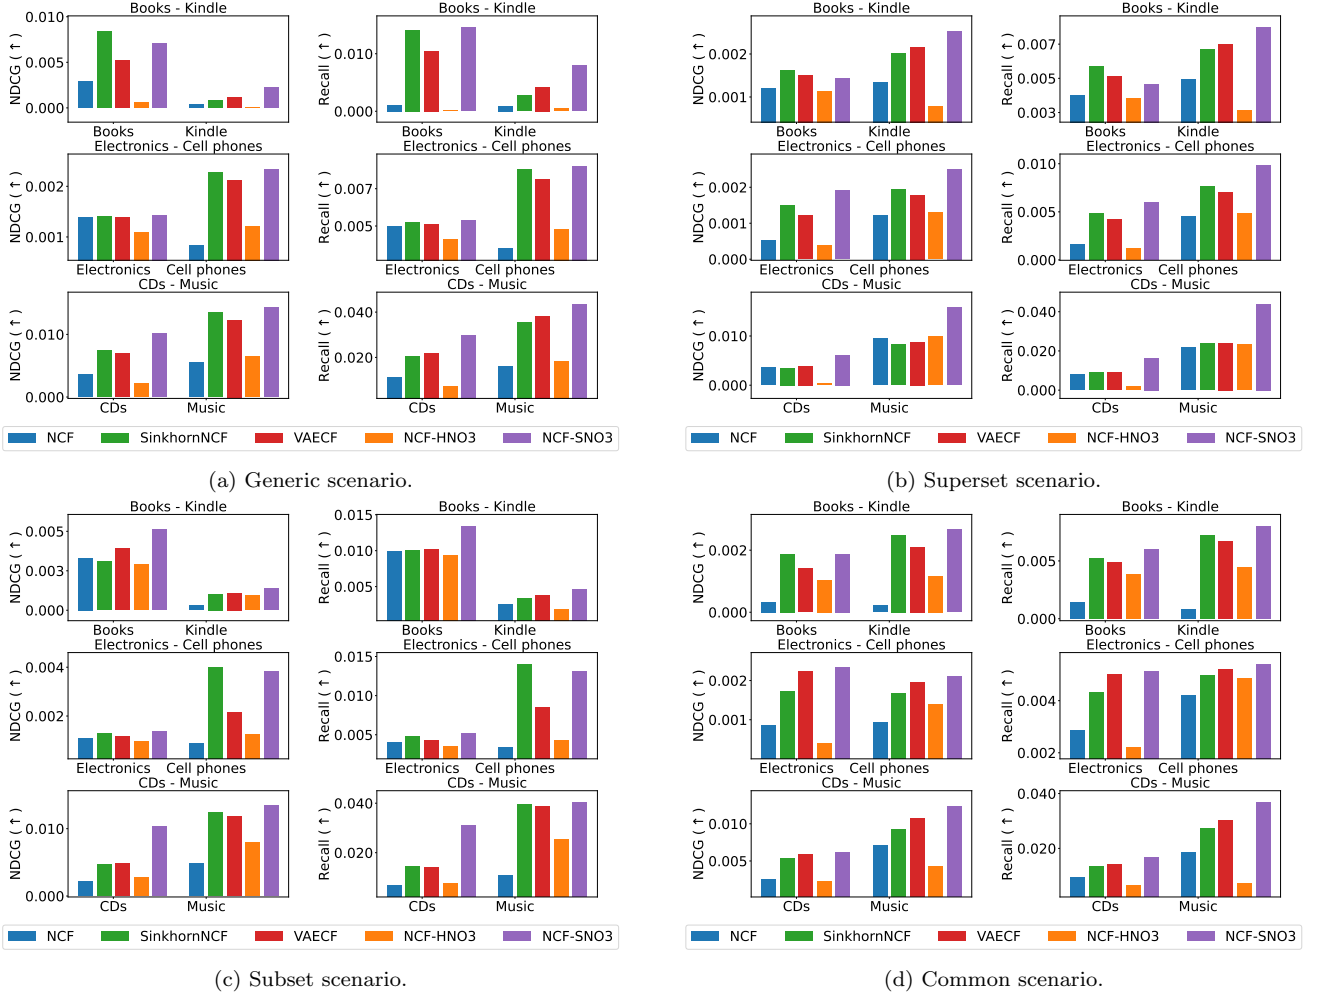 Books - Kindle
NDCG (↑)
0.010
0.005
0.000
Books
Kindle
Books - Kindle
Recall (↑)
0.010
0.000
Books
Kindle
Electronics - Cell phones
NDCG (↑)
0.002
0.001
Electronics
Cell phones
Electronics - Cell phones
Recall (↑)
0.007
0.005
Electronics
Cell phones
CDs - Music
NDCG (↑)
0.010
0.000
CDs
Music
CDs - Music
Recall (↑)
0.040
0.020
CDs
Music
NCF SinkhornNCF VAECF NCF-HNO3 NCF-SNO3
(a) Generic scenario.
Books - Kindle
NDCG (↑)
0.002
0.001
Books
Kindle
Books - Kindle
Recall (↑)
0.007
0.005
0.003
Books
Kindle
Electronics - Cell phones
NDCG (↑)
0.002
0.001
0.000
Electronics
Cell phones
Electronics - Cell phones
Recall (↑)
0.010
0.005
0.000
Electronics
Cell phones
CDs - Music
NDCG (↑)
0.010
0.000
CDs
Music
CDs - Music
Recall (↑)
0.040
0.020
0.000
CDs
Music
NCF SinkhornNCF VAECF NCF-HNO3 NCF-SNO3
(b) Superset scenario.
Books - Kindle
NDCG (↑)
0.005
0.003
0.000
Books
Kindle
Books - Kindle
Recall (↑)
0.015
0.010
0.005
Books
Kindle
Electronics - Cell phones
NDCG (↑)
0.004
0.002
Electronics
Cell phones
Electronics - Cell phones
Recall (↑)
0.015
0.010
0.005
Electronics
Cell phones
CDs - Music
NDCG (↑)
0.010
0.000
CDs
Music
CDs - Music
Recall (↑)
0.040
0.020
CDs
Music
NCF SinkhornNCF VAECF NCF-HNO3 NCF-SNO3
(c) Subset scenario.
Books - Kindle
NDCG (↑)
0.002
0.000
Books
Kindle
Books - Kindle
Recall (↑)
0.005
0.000
Books
Kindle
Electronics - Cell phones
NDCG (↑)
0.002
0.001
Electronics
Cell phones
Electronics - Cell phones
Recall (↑)
0.004
0.002
Electronics
Cell phones
CDs - Music
NDCG (↑)
0.010
0.005
CDs
Music
CDs - Music
Recall (↑)
0.040
0.020
CDs
Music
NCF SinkhornNCF VAECF NCF-HNO3 NCF-SNO3
(d) Common scenario.